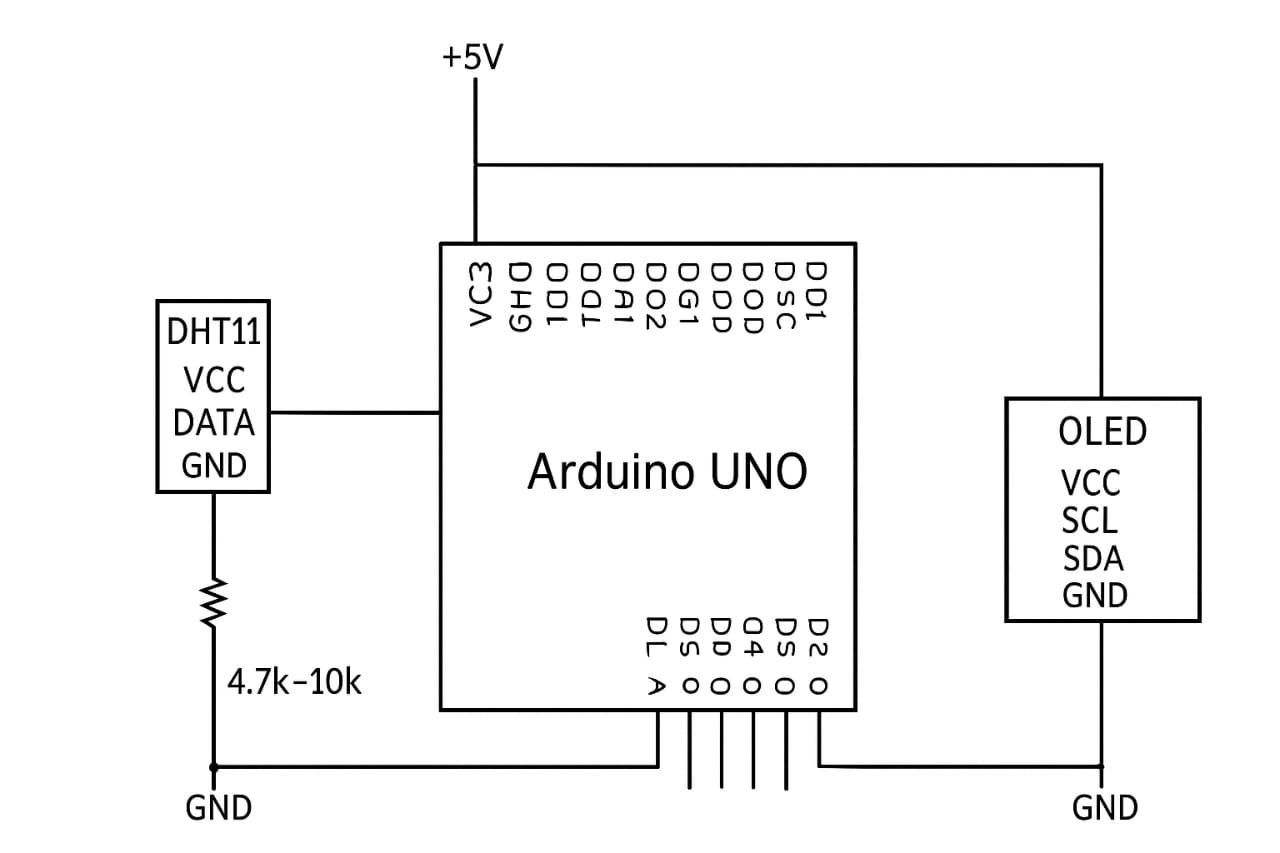 +5V
VC3
GHD
OD1
DD1
DA1
DO2
DG1
DDD
DOD
DSC
DD1
DHT11
VCC
DATA
GND
Arduino UNO
OLED
VCC
SCL
SDA
GND
DL A
DS O
DD O
O4 O
DS O
D2 O
4.7k–10k
GND
GND